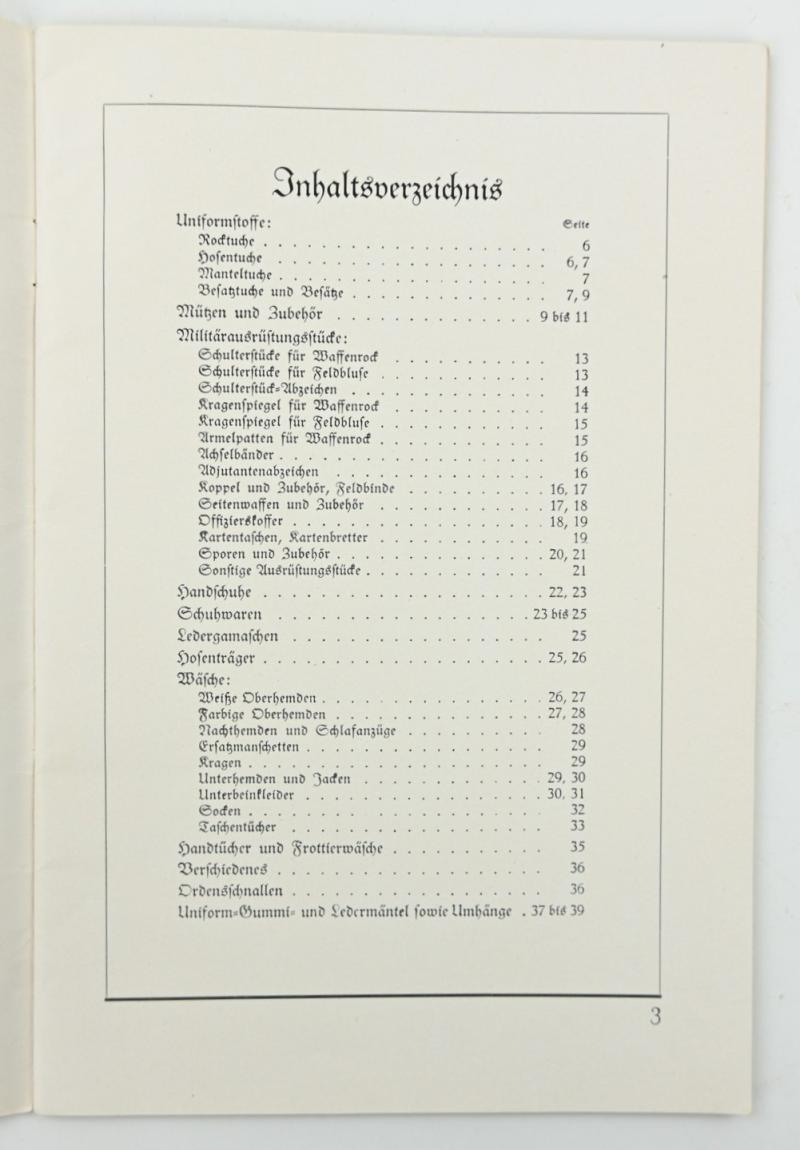 Inhaltsverzeichnis
Uniformstoffe: Seite
Rocktuche . . . . . . . . . . . . . . . . . 6
Hosentuche . . . . . . . . . . . . . . . . 6, 7
Manteltuche . . . . . . . . . . . . . . . . 7
Besatztuche und Besätze . . . . . . . . . . . . 7, 9
Mützen und Zubehör . . . . . . . . . . . . . . 9 bis 11
Militärausrüstungsstücke:
Schulterstücke für Waffenrock . . . . . . . . . . 13
Schulterstücke für Feldbluse . . . . . . . . . . . 13
Schulterstück-Abzeichen . . . . . . . . . . . . 14
Kragenspiegel für Waffenrock . . . . . . . . . . 14
Kragenspiegel für Feldbluse . . . . . . . . . . . 15
Ärmelpatten für Waffenrock . . . . . . . . . . . 15
Achselbänder . . . . . . . . . . . . . . . . . 16
Adjutantenabzeichen . . . . . . . . . . . . . 16
Koppel und Zubehör, Feldbinde . . . . . . . . . 16, 17
Seitenwaffen und Zubehör . . . . . . . . . . . 17, 18
Offizierskoffer . . . . . . . . . . . . . . . . 18, 19
Kartentaschen, Kartenbretter . . . . . . . . . . . 19
Sporen und Zubehör . . . . . . . . . . . . . . 20, 21
Sonstige Ausrüstungsstücke . . . . . . . . . . . 21
Handschuhe . . . . . . . . . . . . . . . . . . 22, 23
Schuhwaren . . . . . . . . . . . . . . . . . 23 bis 25
Ledergamaschen . . . . . . . . . . . . . . . . 25
Hosenträger . . . . . . . . . . . . . . . . . . 25, 26
Wäsche:
Weiße Oberhemden . . . . . . . . . . . . . . 26, 27
Farbige Oberhemden . . . . . . . . . . . . . 27, 28
Nachthemden und Schlafanzüge . . . . . . . . . 28
Ersatzmanschetten . . . . . . . . . . . . . . . 29
Kragen . . . . . . . . . . . . . . . . . . . 29
Unterhemden und Jacken . . . . . . . . . . . . 29, 30
Unterbeinkleider . . . . . . . . . . . . . . . 30, 31
Socken . . . . . . . . . . . . . . . . . . . 32
Taschentücher . . . . . . . . . . . . . . . . 33
Handtücher und Frottierwäsche . . . . . . . . . . 35
Verschiedenes . . . . . . . . . . . . . . . . . 36
Ordensschnallen . . . . . . . . . . . . . . . . 36
Uniform-Gummi- und Ledermäntel sowie Umhänge . 37 bis 39
3